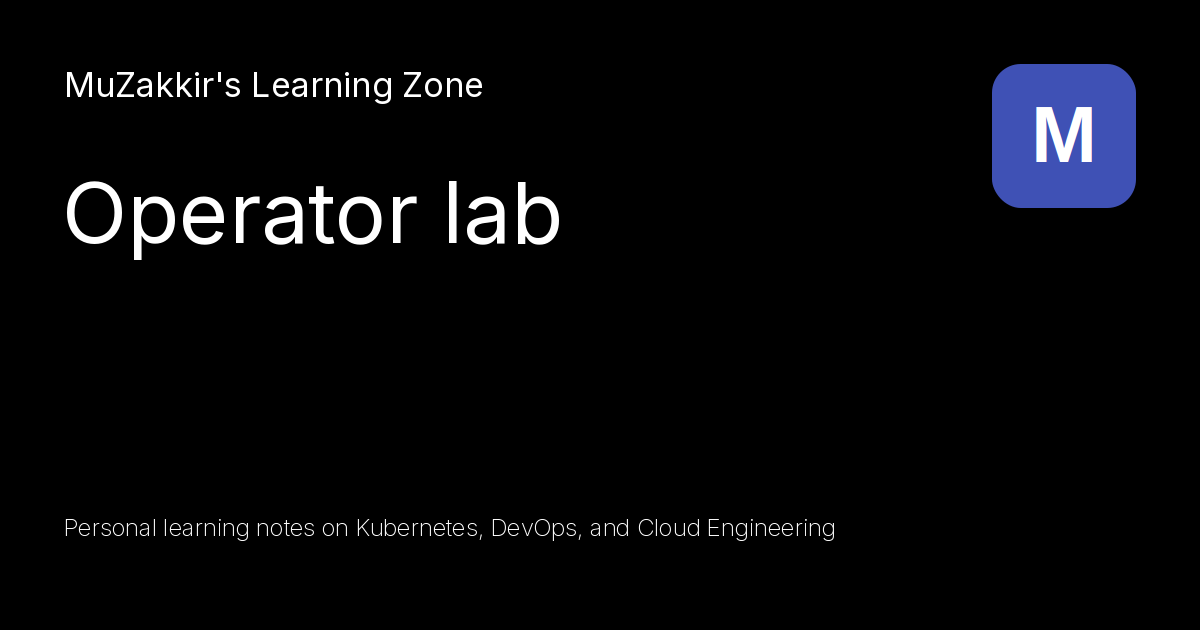 MuZakkir's Learning Zone
M
Operator lab
Personal learning notes on Kubernetes, DevOps, and Cloud Engineering